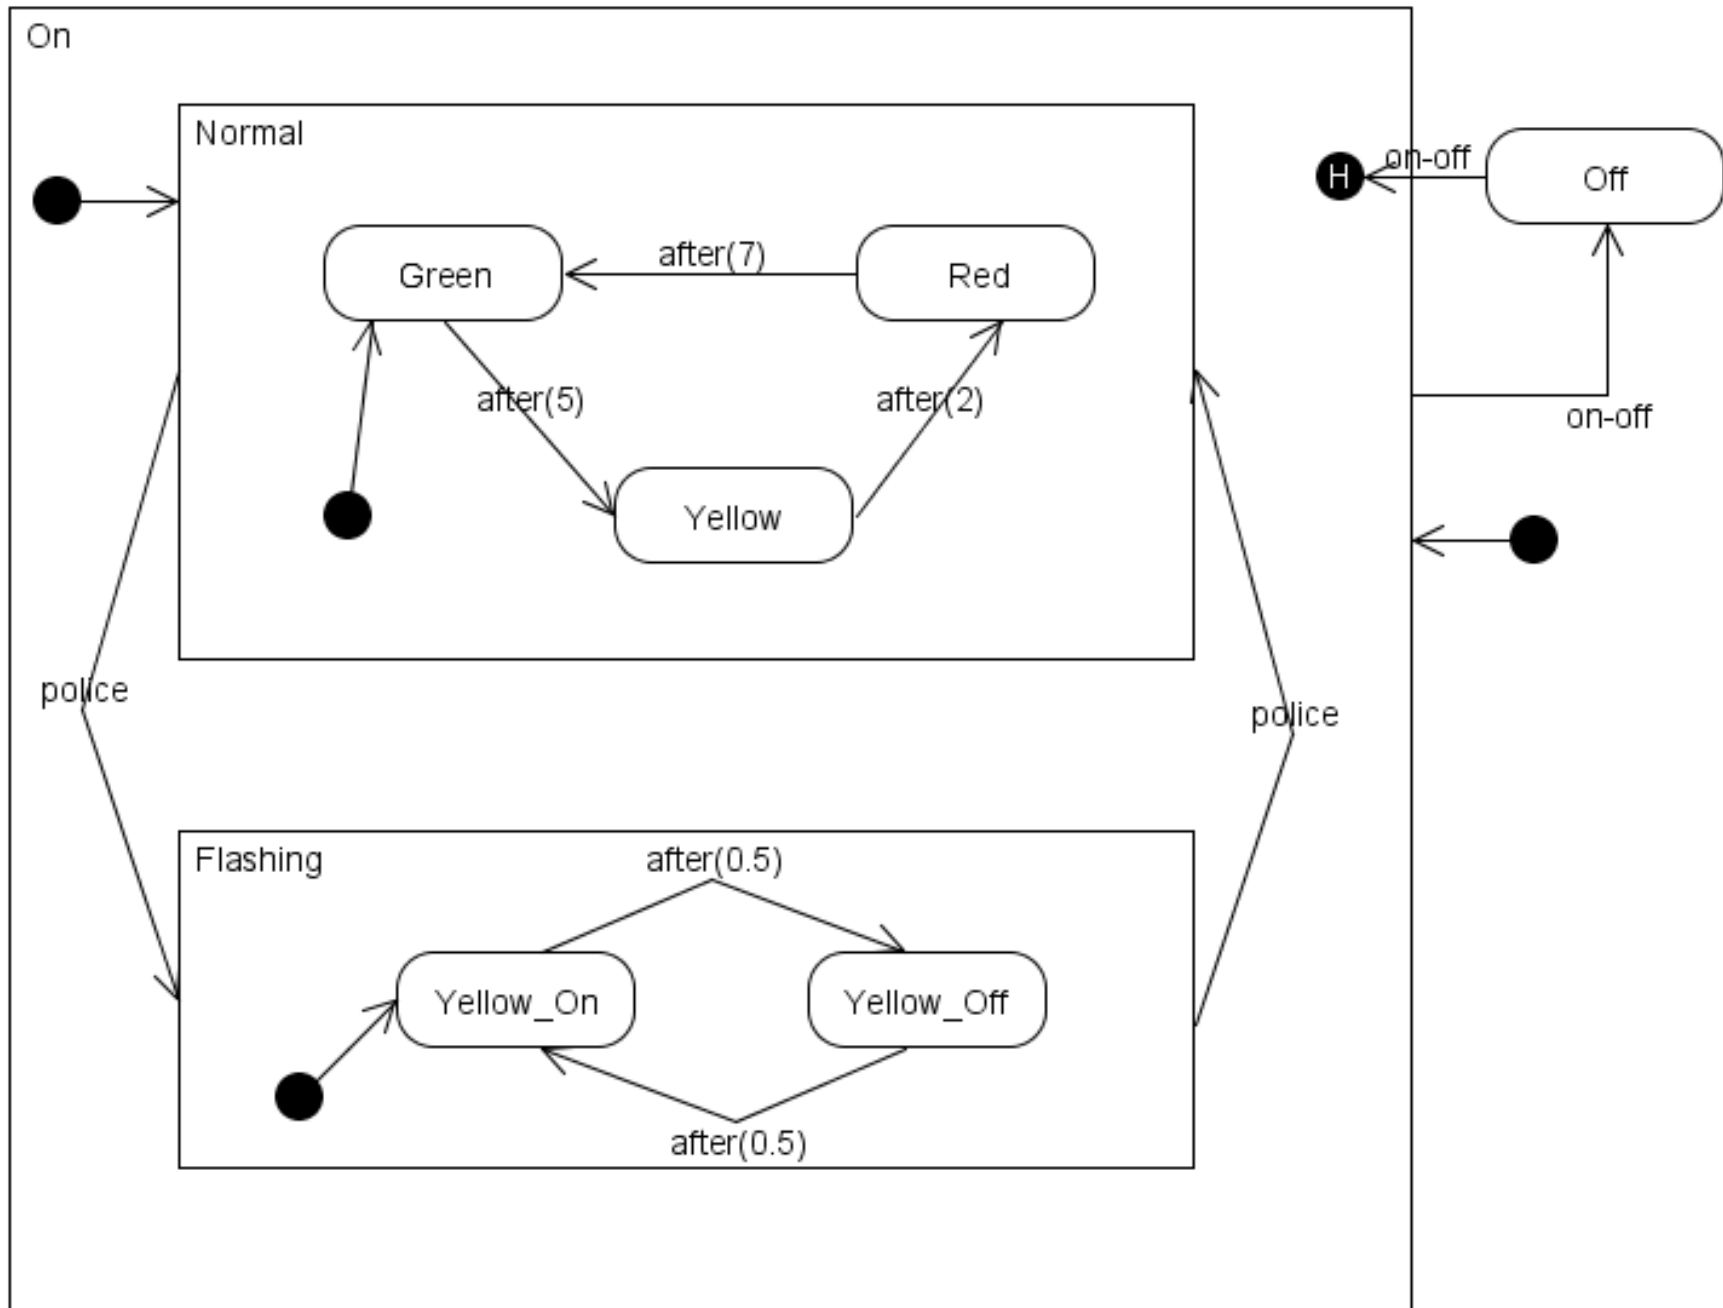 On
Normal
on-off
H
Off
after(7)
Green
Red
after(5)
after(2)
on-off
Yellow
police
police
Flashing
after(0.5)
Yellow_On
Yellow_Off
after(0.5)